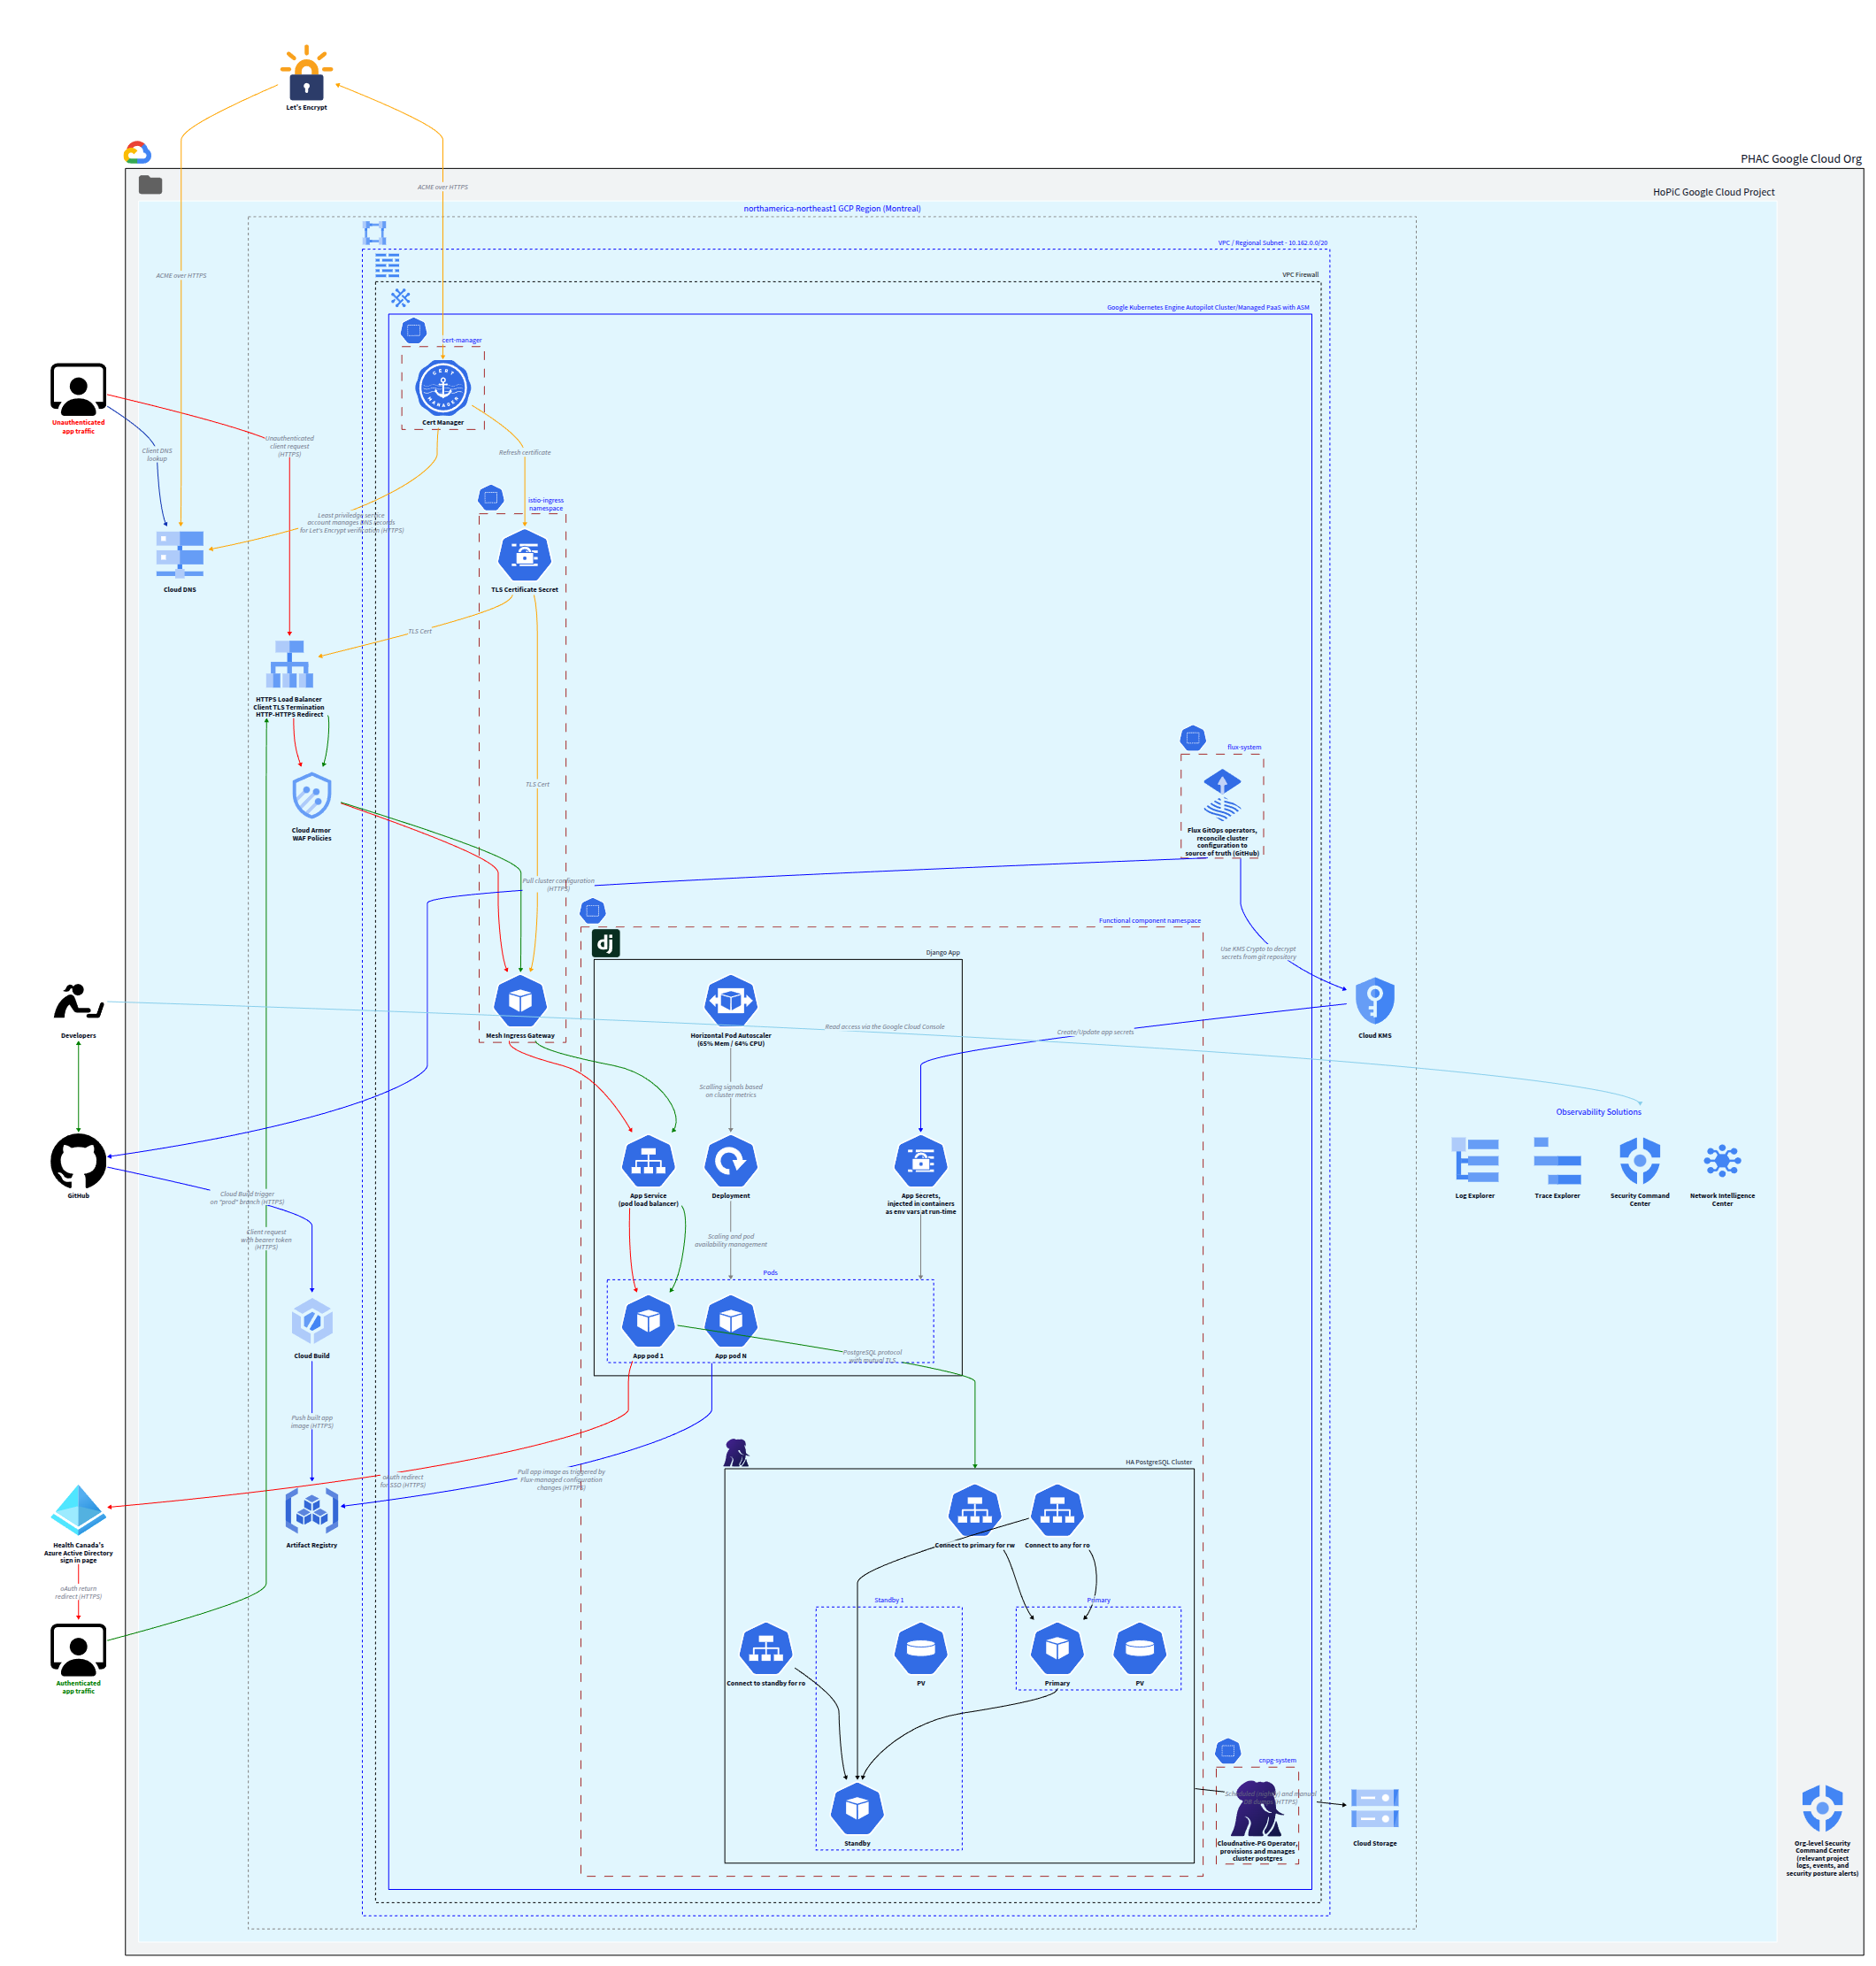 Let's Encrypt
PHAC Google Cloud Org
HoPiC Google Cloud Project
ACME over HTTPS
northamerica-northeast1 GCP Region (Montreal)
VPC / Regional Subnet - 10.162.0.0/20
VPC Firewall
ACME over HTTPS
Google Kubernetes Engine Autopilot Cluster/Managed PaaS with ASM
cert-manager
CERT
MANAGER
Cert Manager
Unauthenticated
app traffic
Unauthenticated
client request
(HTTPS)
Client DNS
lookup
Refresh certificate
istio-ingress
namespace
Least priviledge service
account manages DNS records
for Let's Encrypt verification (HTTPS)
Cloud DNS
TLS Certificate Secret
TLS Cert
HTTPS Load Balancer
Client TLS Termination
HTTP-HTTPS Redirect
flux-system
TLS Cert
Cloud Armor
WAF Policies
Flux GitOps operators,
reconcile cluster
configuration to
source of truth (GitHub)
Pull cluster configuration
(HTTPS)
Functional component namespace
dj
Django App
Use KMS Crypto to decrypt
secrets from git repository
Developers
Mesh Ingress Gateway
Horizontal Pod Autoscaler
(65% Mem / 64% CPU)
Read access via the Google Cloud Console
Create/Update app secrets
Cloud KMS
Scalling signals based
on cluster metrics
Observability Solutions
GitHub
Cloud Build trigger
on "prod" branch (HTTPS)
App Service
(pod load balancer)
Deployment
App Secrets,
injected in containers
as env vars at run-time
Log Explorer
Trace Explorer
Security Command
Center
Network Intelligence
Center
Client request
with bearer token
(HTTPS)
Scaling and pod
availability management
Pods
Cloud Build
App pod 1
App pod N
PostgreSQL protocol
with mutual TLS
Push built app
image (HTTPS)
HA PostgreSQL Cluster
oAuth redirect
for SSO (HTTPS)
Pull app image as triggered by
Flux-managed configuration
changes (HTTPS)
Health Canada's
Azure Active Directory
sign in page
Artifact Registry
Connect to primary for rw
Connect to any for ro
oAuth return
redirect (HTTPS)
Standby 1
Primary
Authenticated
app traffic
Connect to standby for ro
PV
Primary
PV
cnpg-system
Scheduled (nightly) and manual
DB dumps (HTTPS)
Standby
Cloudnative-PG Operator,
provisions and manages
cluster postgres
Cloud Storage
Org-level Security
Command Center
(relevant project
logs, events, and
security posture alerts)